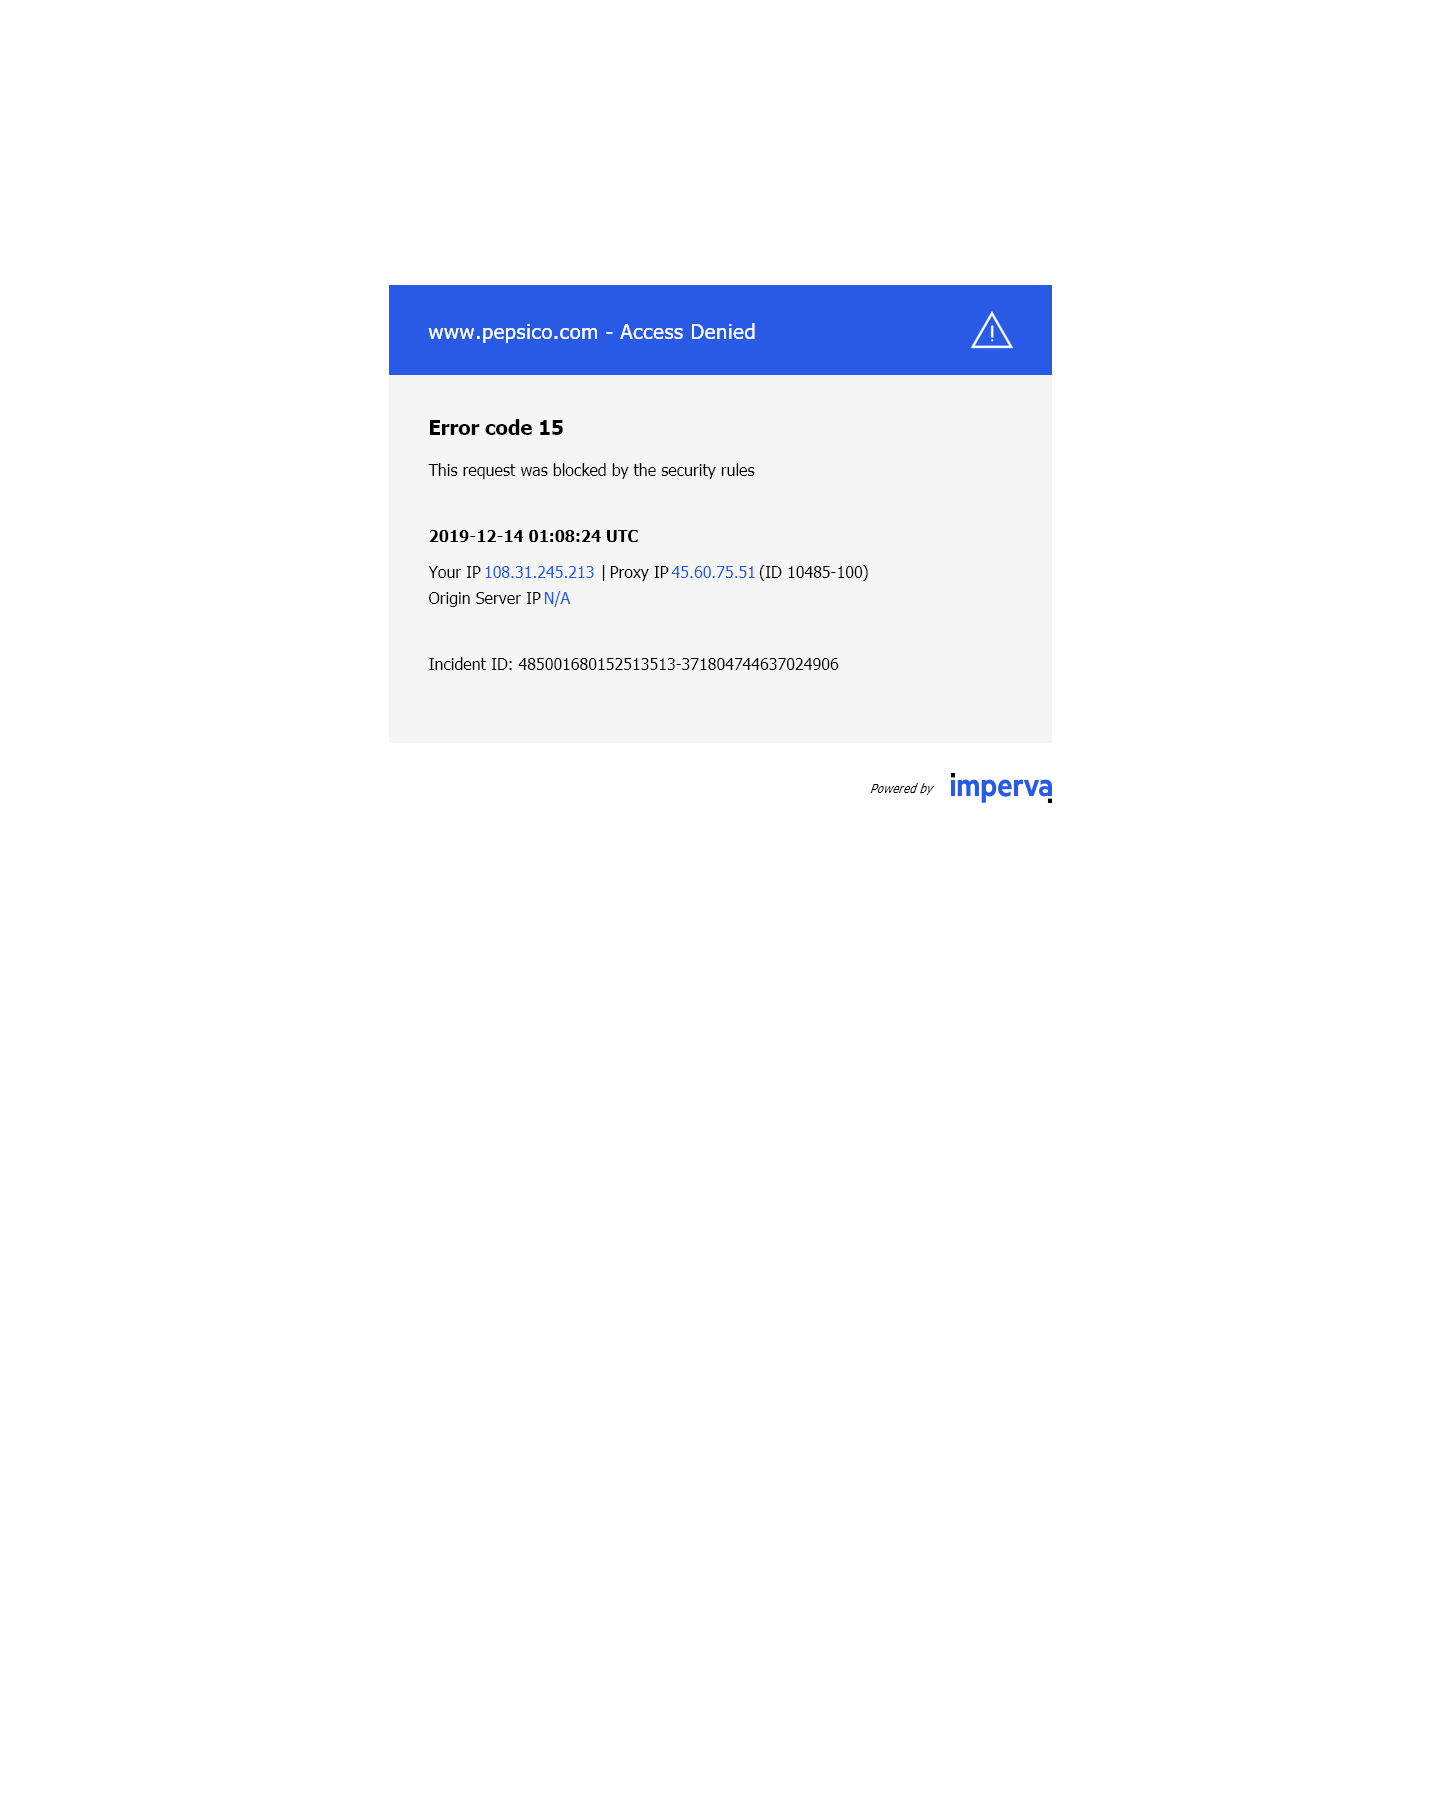 www.pepsico.com - Access Denied
Error code 15
This request was blocked by the security rules
2019-12-14 01:08:24 UTC
Your IP 108.31.245.213 | Proxy IP 45.60.75.51 (ID 10485-100)
Origin Server IP N/A
Incident ID: 485001680152513513-371804744637024906
Powered by imperva